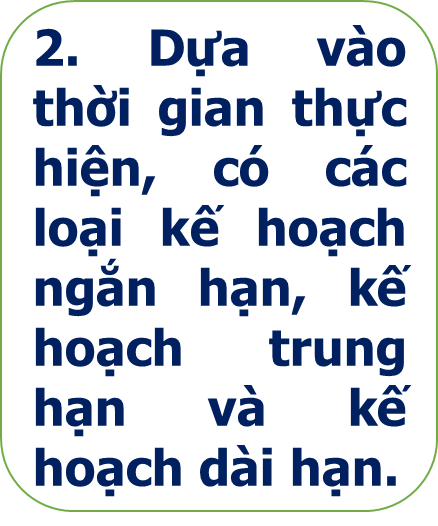 2. Dựa vào
thời gian thực
hiện, có các
loại kế hoạch
ngắn hạn, kế
hoạch trung
hạn và kế
hoạch dài hạn.